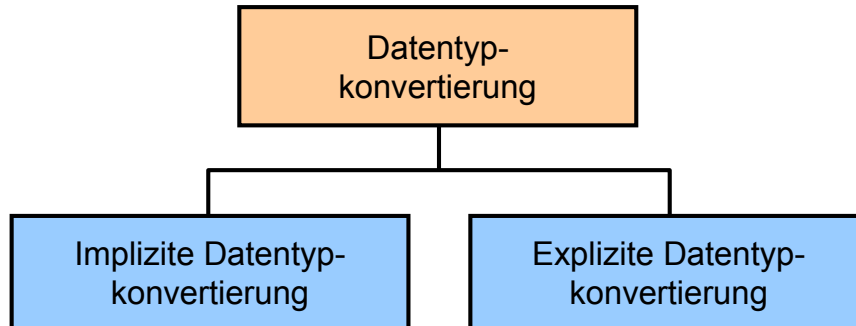 Datentyp-
konvertierung
Implizite Datentyp-
konvertierung
Explizite Datentyp-
konvertierung